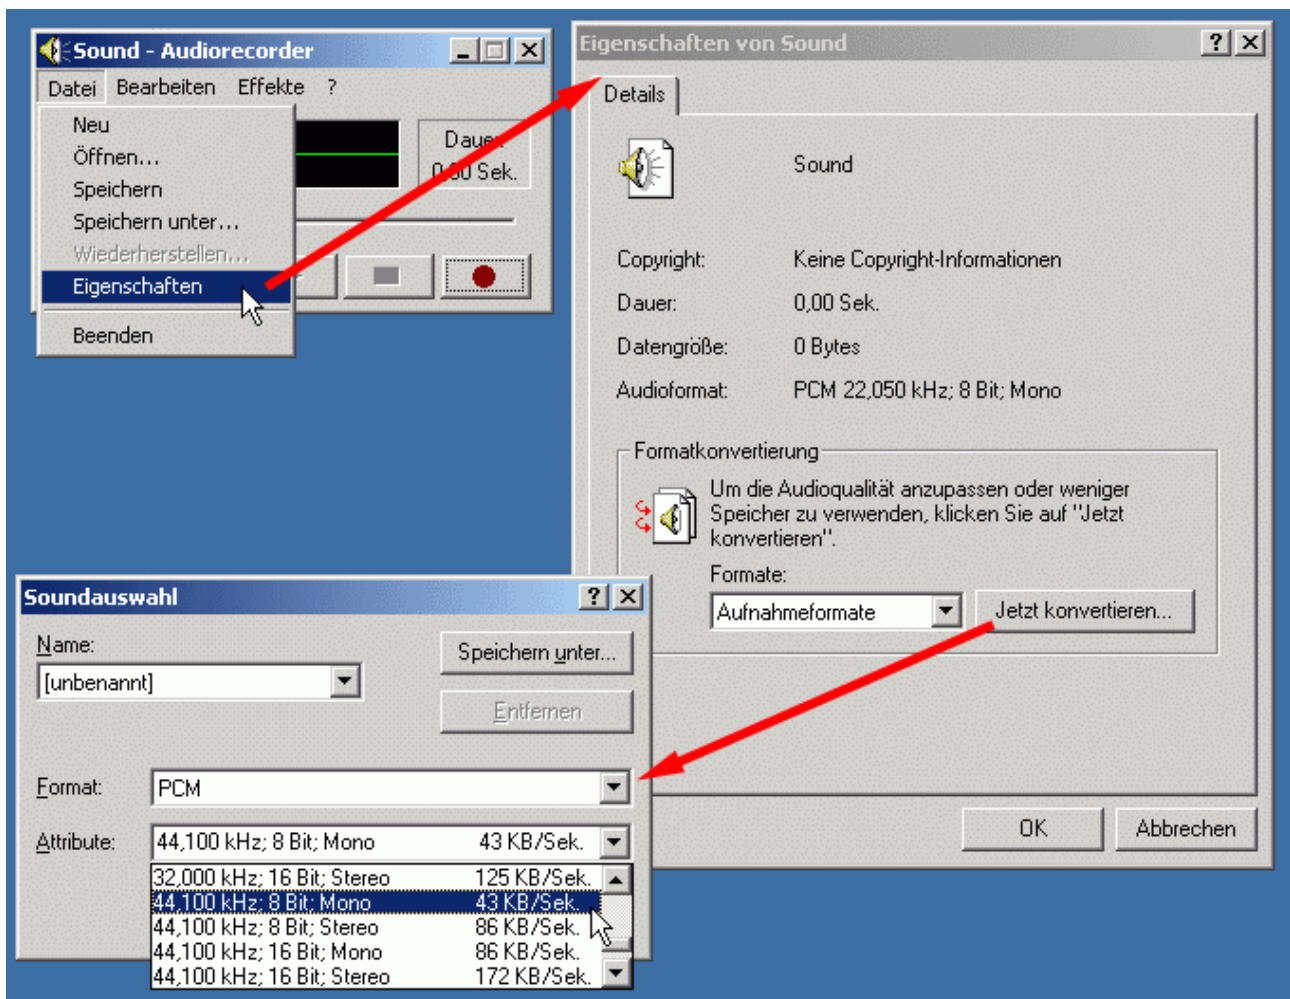 Sound - Audiorecorder
Datei Bearbeiten Effekte ?
Neu
Öffnen...
Speichern
Speichern unter...
Wiederherstellen...
Eigenschaften
Beenden
Dauer
0,00 Sek.
Eigenschaften von Sound
Details
Sound
Copyright: Keine Copyright-Informationen
Dauer: 0,00 Sek.
Datengröße: 0 Bytes
Audioformat: PCM 22,050 kHz; 8 Bit; Mono
Formatkonvertierung
Um die Audioqualität anzupassen oder weniger
Speicher zu verwenden, klicken Sie auf "Jetzt
konvertieren".
Formate:
Aufnahmeformate Jetzt konvertieren...
OK Abbrechen
Soundauswahl
Name:
[unbenannt]
Speichern unter...
Entfernen
Format: PCM
Attribute: 44,100 kHz; 8 Bit; Mono 43 KB/Sek.
32,000 kHz; 16 Bit; Stereo 125 KB/Sek.
44,100 kHz; 8 Bit; Mono 43 KB/Sek.
44,100 kHz; 8 Bit; Stereo 86 KB/Sek.
44,100 kHz; 16 Bit; Mono 86 KB/Sek.
44,100 kHz; 16 Bit; Stereo 172 KB/Sek.